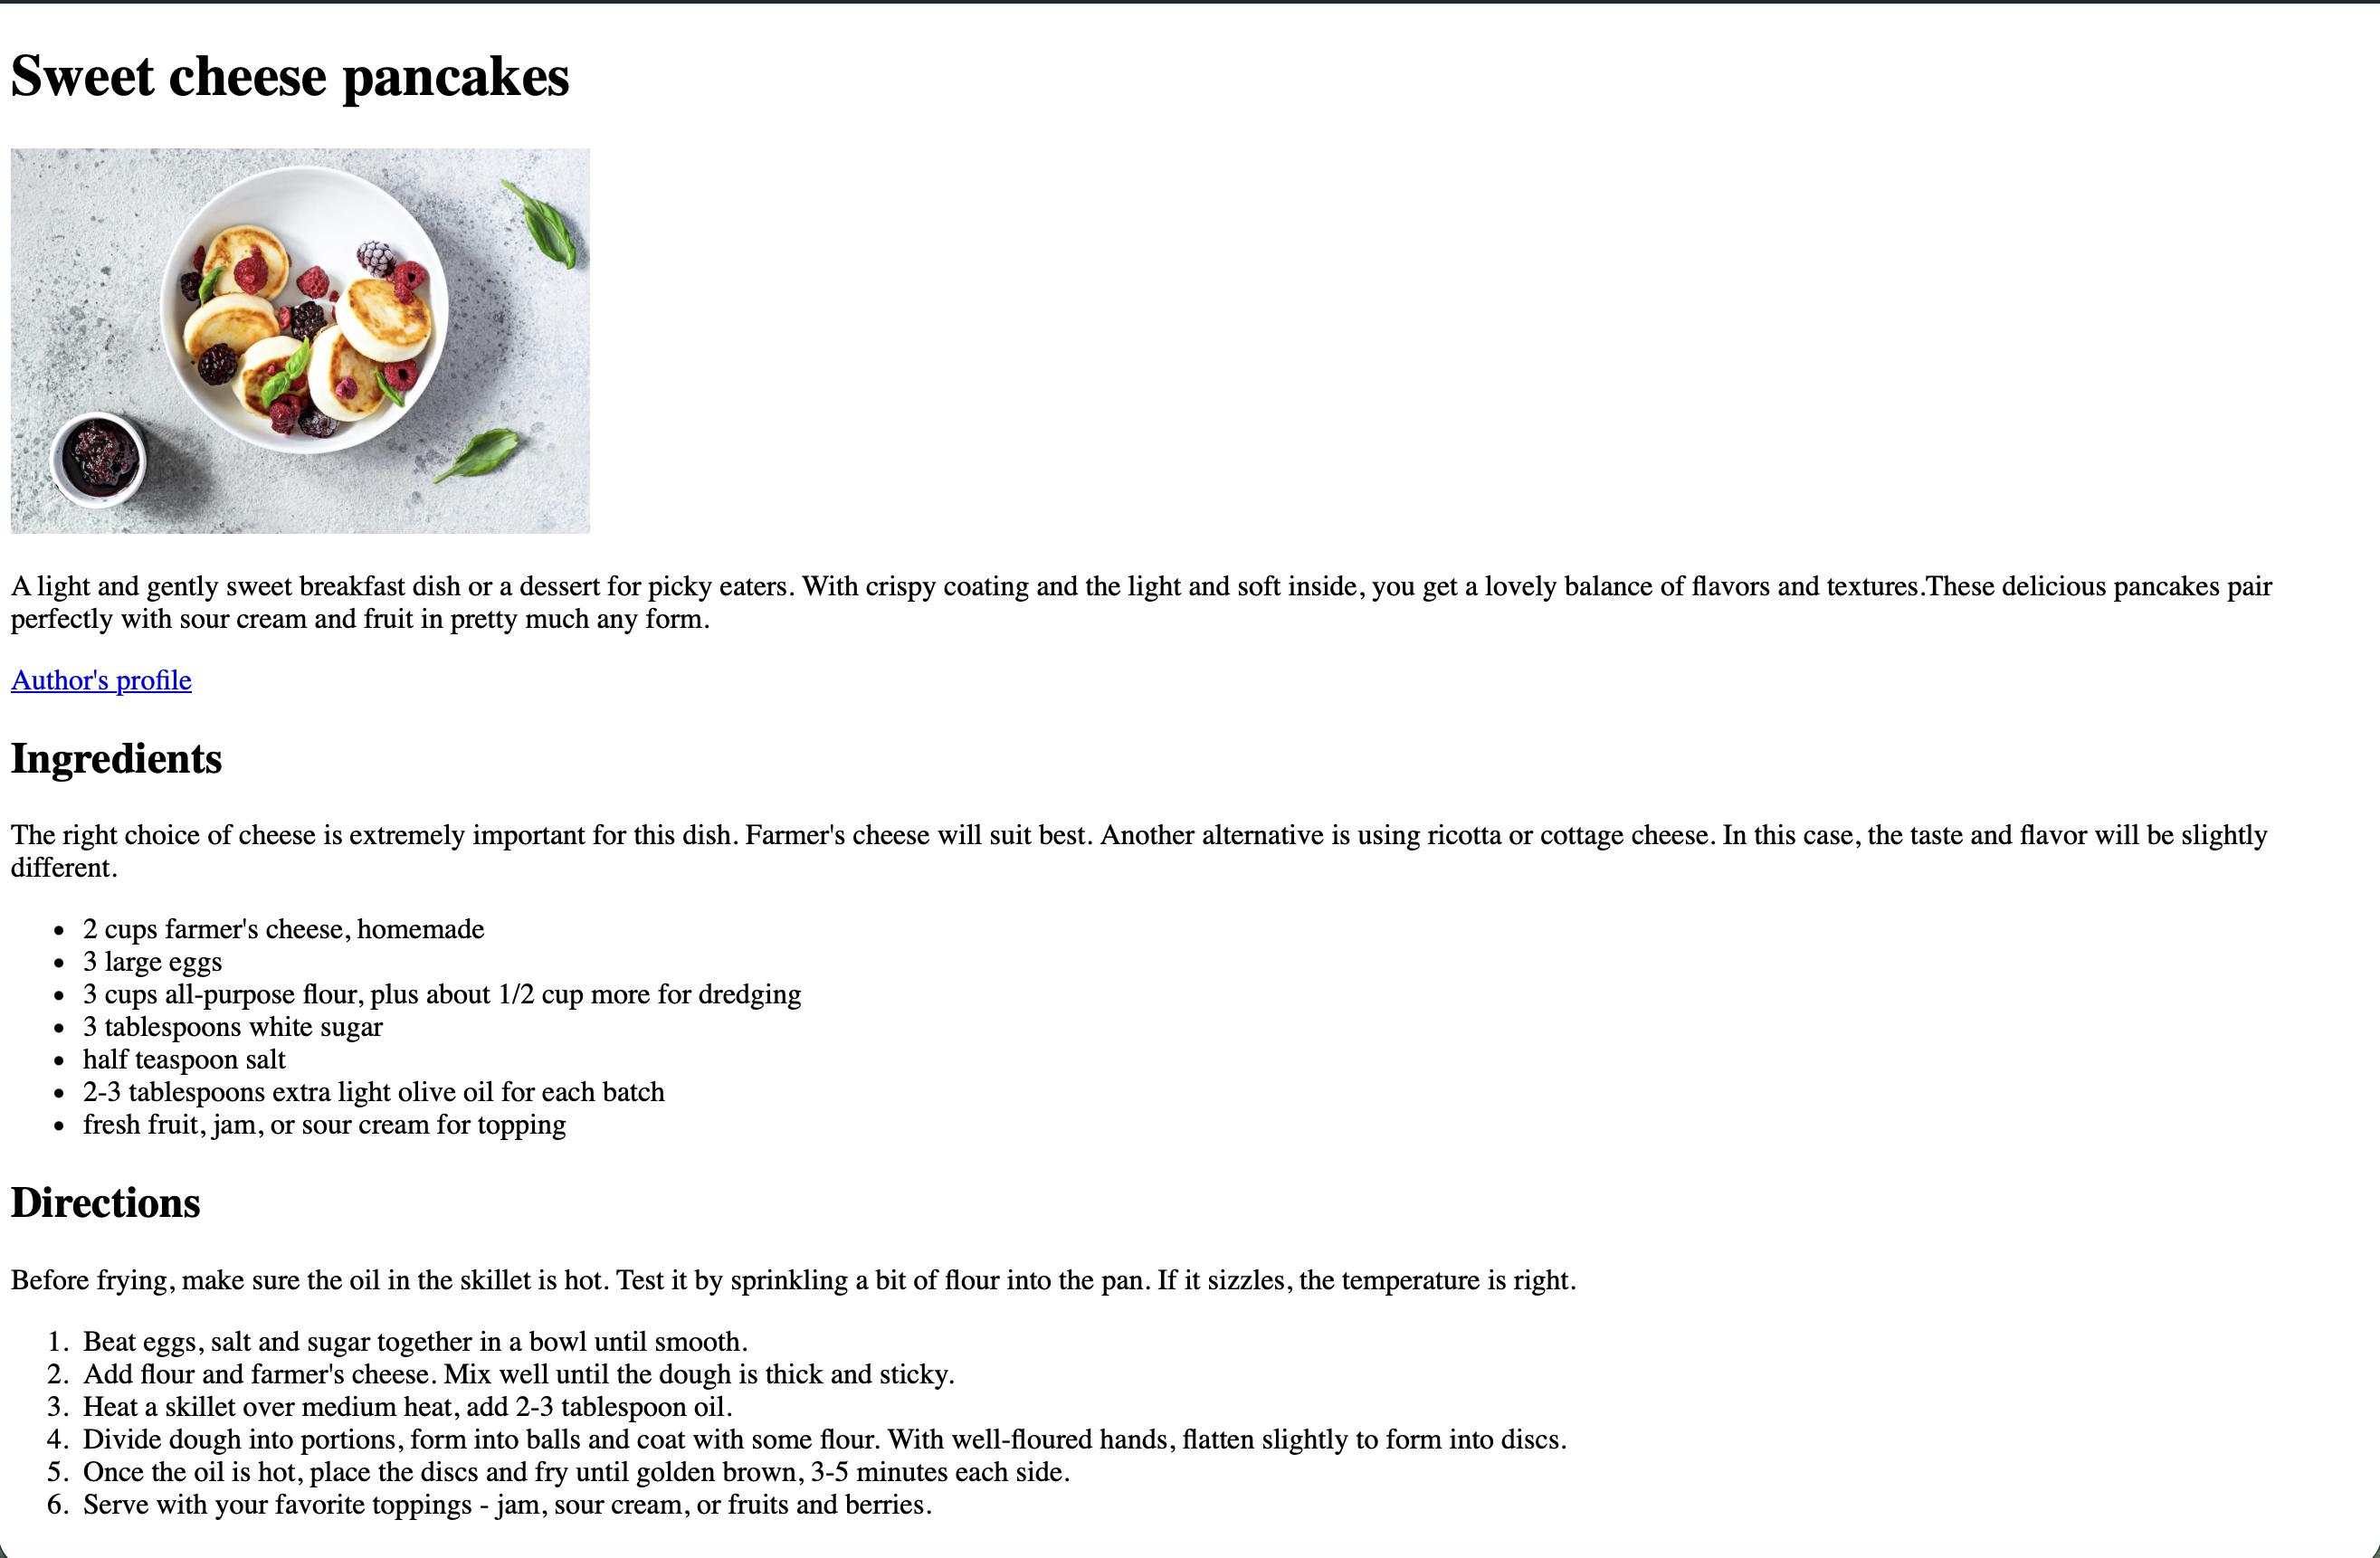 Sweet cheese pancakes
A light and gently sweet breakfast dish or a dessert for picky eaters. With crispy coating and the light and soft inside, you get a lovely balance of flavors and textures.These delicious pancakes pair
perfectly with sour cream and fruit in pretty much any form.
Author's profile
Ingredients
The right choice of cheese is extremely important for this dish. Farmer's cheese will suit best. Another alternative is using ricotta or cottage cheese. In this case, the taste and flavor will be slightly
different.
• 2 cups farmer's cheese, homemade
• 3 large eggs
• 3 cups all-purpose flour, plus about 1/2 cup more for dredging
• 3 tablespoons white sugar
• half teaspoon salt
• 2-3 tablespoons extra light olive oil for each batch
• fresh fruit, jam, or sour cream for topping
Directions
Before frying, make sure the oil in the skillet is hot. Test it by sprinkling a bit of flour into the pan. If it sizzles, the temperature is right.
1. Beat eggs, salt and sugar together in a bowl until smooth.
2. Add flour and farmer's cheese. Mix well until the dough is thick and sticky.
3. Heat a skillet over medium heat, add 2-3 tablespoon oil.
4. Divide dough into portions, form into balls and coat with some flour. With well-floured hands, flatten slightly to form into discs.
5. Once the oil is hot, place the discs and fry until golden brown, 3-5 minutes each side.
6. Serve with your favorite toppings - jam, sour cream, or fruits and berries.